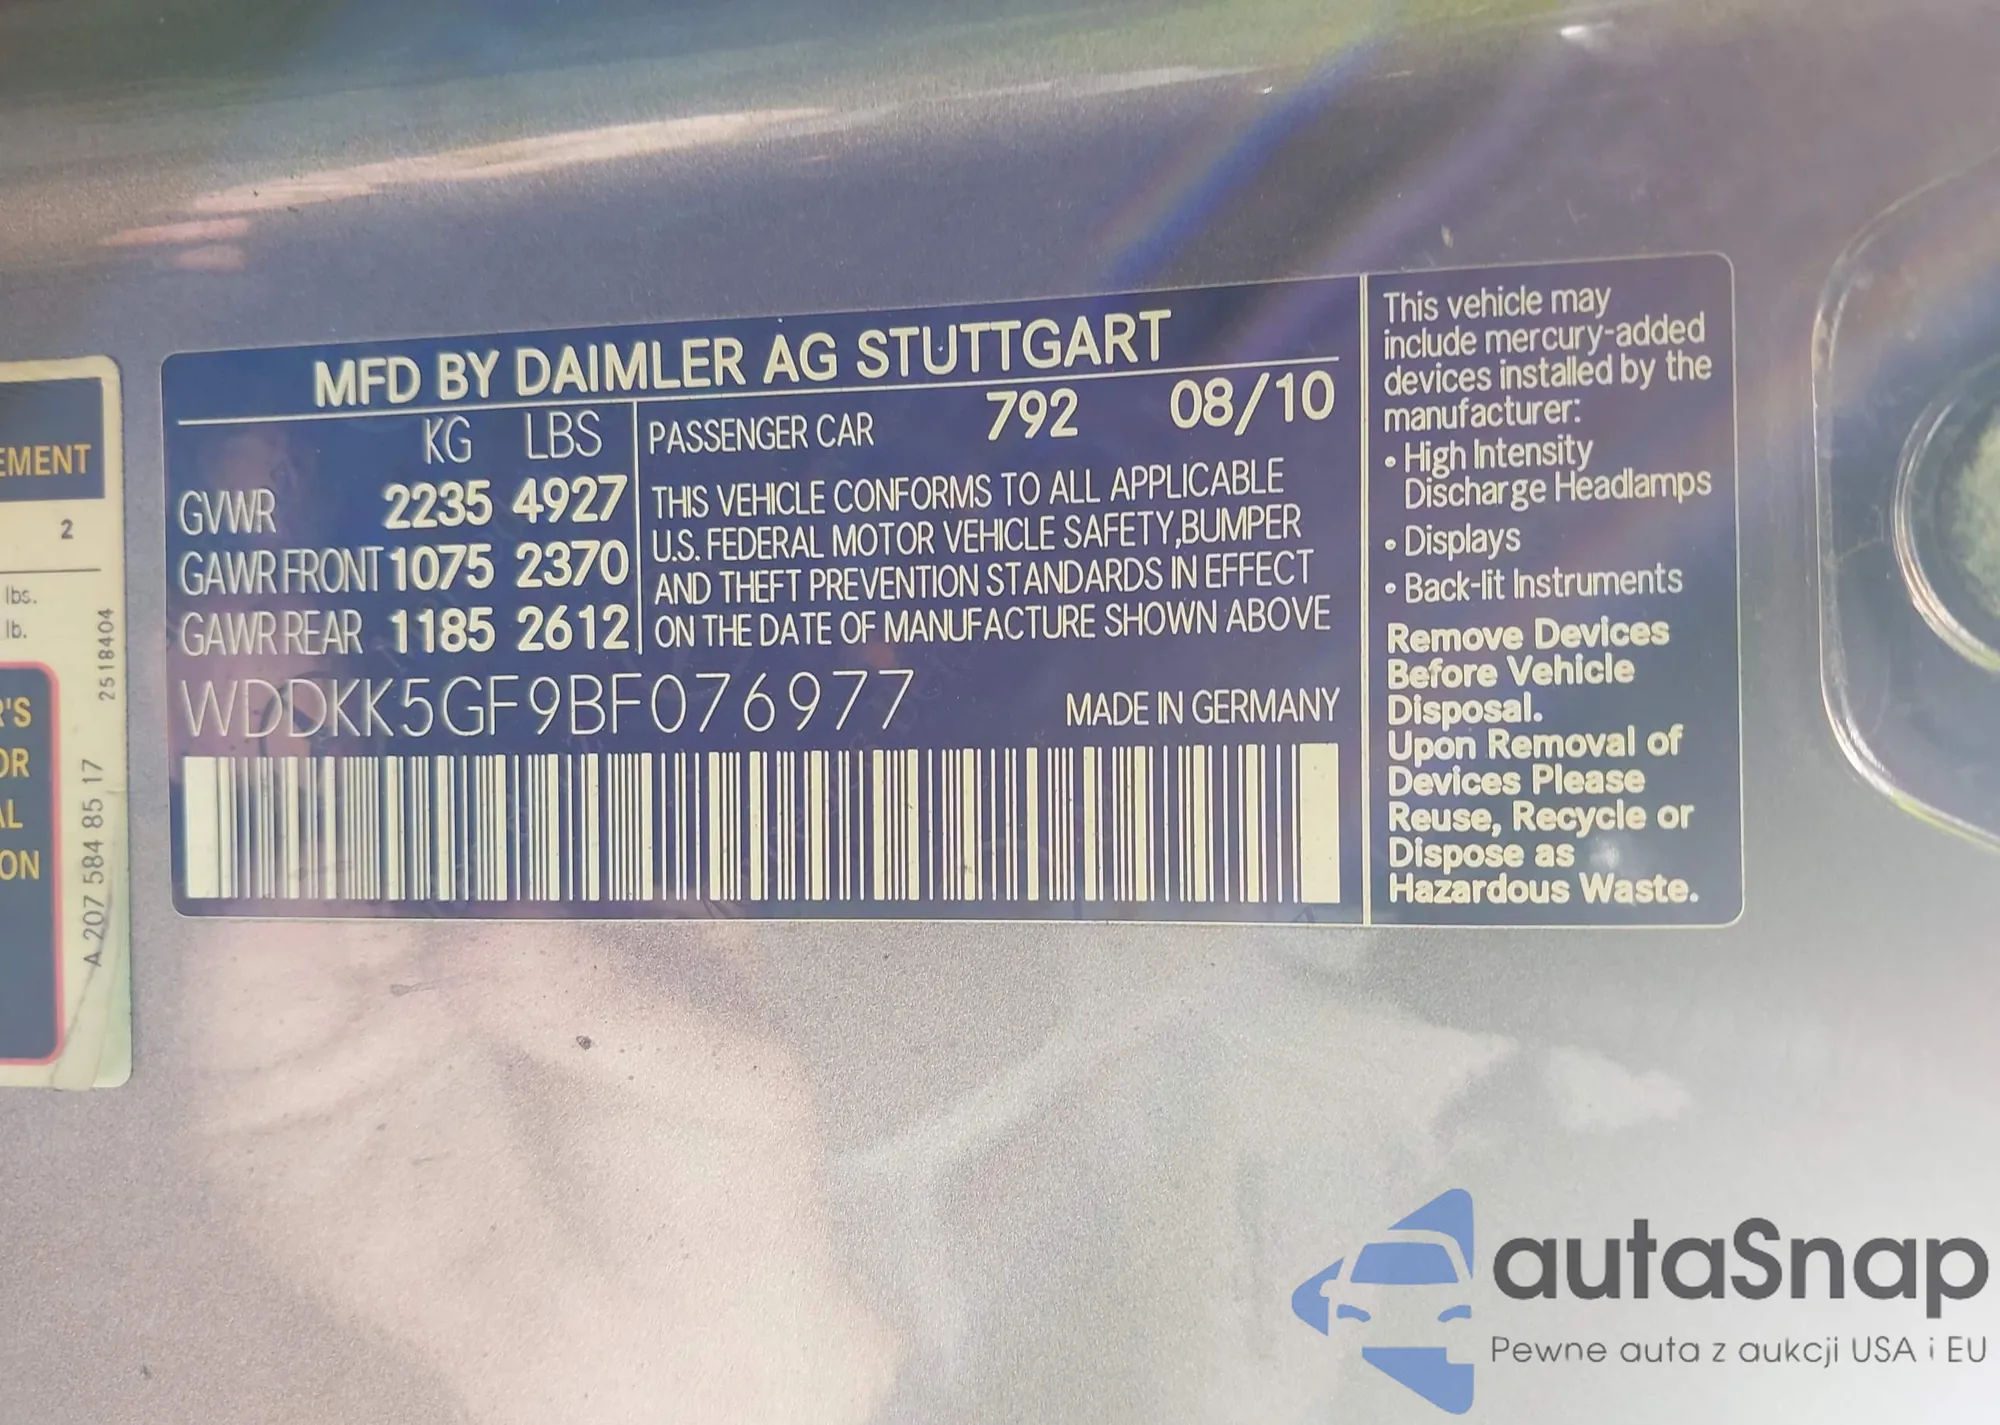 EMENT
2
lbs.
lb.
R'S
OR
AL
ON
2518404
A 207 584 85 17
MFD BY DAIMLER AG STUTTGART
KG LBS
GVWR 2235 4927
GAWR FRONT 1075 2370
GAWR REAR 1185 2612
PASSENGER CAR 792 08/10
THIS VEHICLE CONFORMS TO ALL APPLICABLE
U.S. FEDERAL MOTOR VEHICLE SAFETY,BUMPER
AND THEFT PREVENTION STANDARDS IN EFFECT
ON THE DATE OF MANUFACTURE SHOWN ABOVE
WDDKK5GF9BF076977
MADE IN GERMANY
This vehicle may
include mercury-added
devices installed by the
manufacturer:
• High Intensity
Discharge Headlamps
• Displays
• Back-lit Instruments
Remove Devices
Before Vehicle
Disposal.
Upon Removal of
Devices Please
Reuse, Recycle or
Dispose as
Hazardous Waste.
autaSnap
Pewne auta z aukcji USA i EU